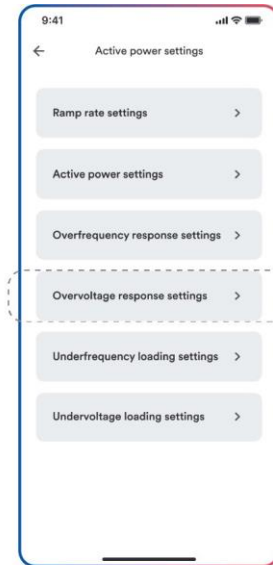 9:41
Active power settings
Ramp rate settings
Active power settings
Overfrequency response settings
Overvoltage response settings
Underfrequency loading settings
Undervoltage loading settings